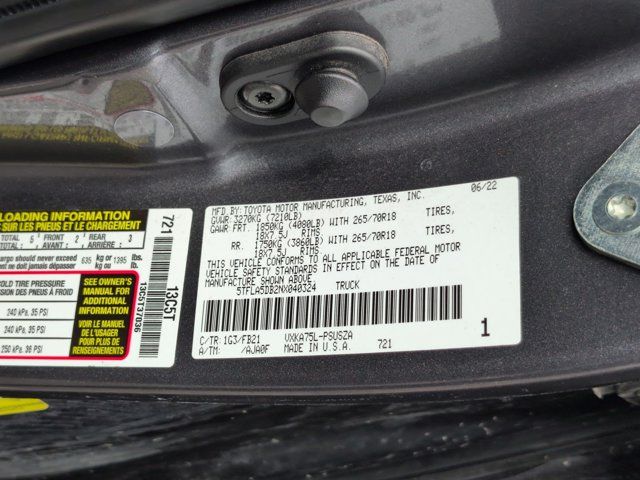 LOADING INFORMATION
SUR LES PNEUS ET LE CHARGEMENT
TOTAL 5 FRONT 2 REAR 3
TOTAL AVANT ARRIÈRE
cargo should never exceed 635 kg or 1395 lbs.
ne doit jamais dépasser kg ou lb.
COLD TIRE PRESSURE
DES PNEUS À FROID
240 kPa, 35 PSI
240 kPa, 35 PSI
250 kPa, 36 PSI
SEE OWNER'S
MANUAL FOR
ADDITIONAL
INFORMATION
VOIR LE MANUEL
DE L'USAGER
POUR PLUS DE
RENSEIGNEMENTS
721 13C5T
13C5T37036
MFD.BY:TOYOTA MOTOR MANUFACTURING, TEXAS, INC. 06/22
GVWR:3270KG (7210LB)
GAWR FRT. 1850KG (4080LB) WITH 265/70R18 TIRES,
18X7.5J RIMS
RR. 1750KG (3860LB) WITH 265/70R18 TIRES,
18X7.5J RIMS
THIS VEHICLE CONFORMS TO ALL APPLICABLE FEDERAL MOTOR
VEHICLE SAFETY STANDARDS IN EFFECT ON THE DATE OF
MANUFACTURE SHOWN ABOVE.
5TFLA5DB2NX040324 TRUCK
C/TR:1G3/FB21 VXKA75L-PSUSZA 1
A/TM: /AJA0F MADE IN U.S.A. 721